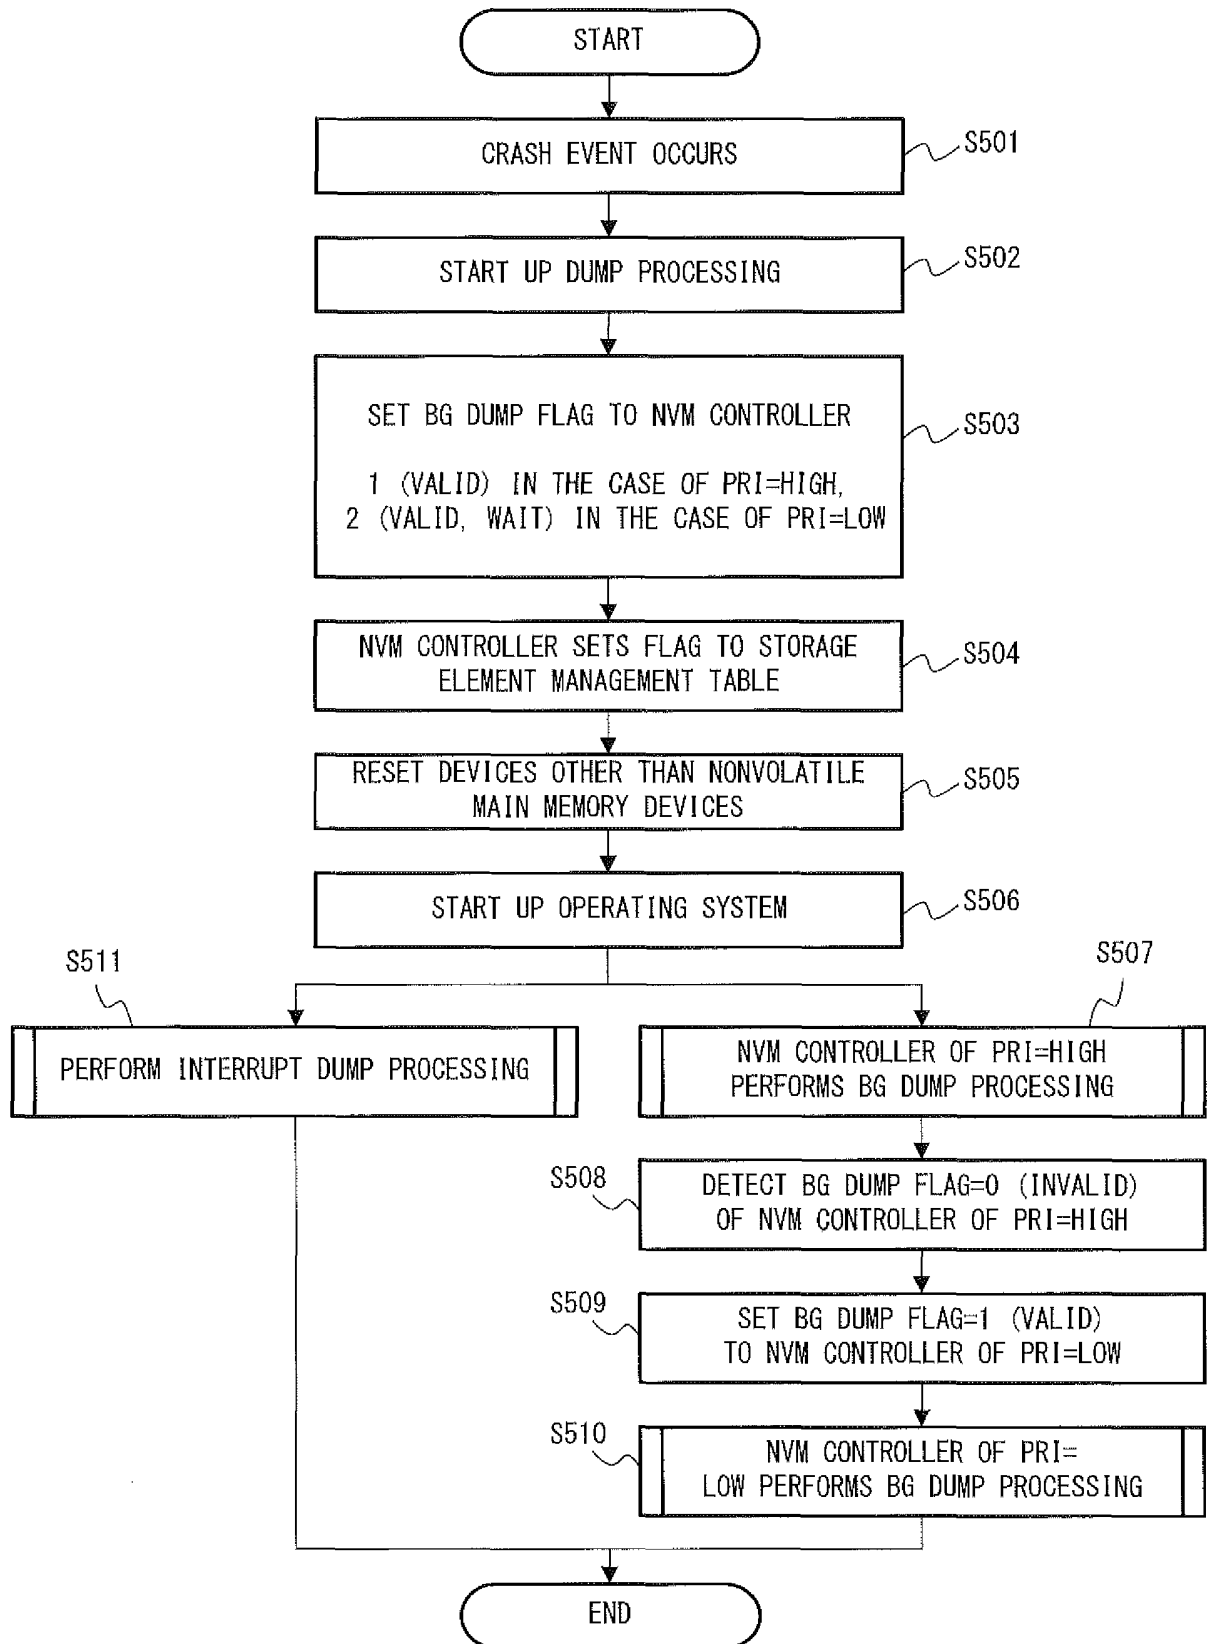 START
CRASH EVENT OCCURS
S501
START UP DUMP PROCESSING
S502
SET BG DUMP FLAG TO NVM CONTROLLER
1 (VALID) IN THE CASE OF PRI=HIGH,
2 (VALID, WAIT) IN THE CASE OF PRI=LOW
S503
NVM CONTROLLER SETS FLAG TO STORAGE
ELEMENT MANAGEMENT TABLE
S504
RESET DEVICES OTHER THAN NONVOLATILE
MAIN MEMORY DEVICES
S505
START UP OPERATING SYSTEM
S506
S511
PERFORM INTERRUPT DUMP PROCESSING
S507
NVM CONTROLLER OF PRI=HIGH
PERFORMS BG DUMP PROCESSING
S508
DETECT BG DUMP FLAG=0 (INVALID)
OF NVM CONTROLLER OF PRI=HIGH
S509
SET BG DUMP FLAG=1 (VALID)
TO NVM CONTROLLER OF PRI=LOW
S510
NVM CONTROLLER OF PRI=
LOW PERFORMS BG DUMP PROCESSING
END